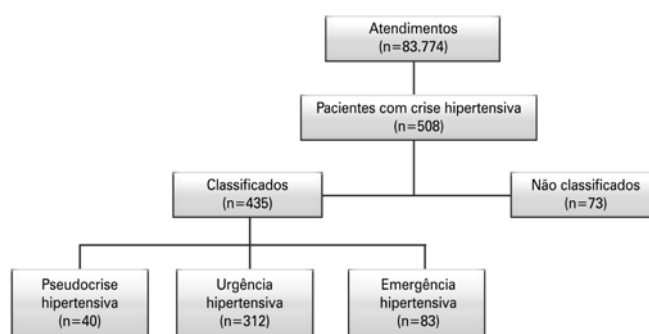 Atendimentos
(n=83.774)
Pacientes com crise hipertensiva
(n=508)
Classificados
(n=435)
Não classificados
(n=73)
Pseudocrise
hipertensiva
(n=40)
Urgência
hipertensiva
(n=312)
Emergência
hipertensiva
(n=83)